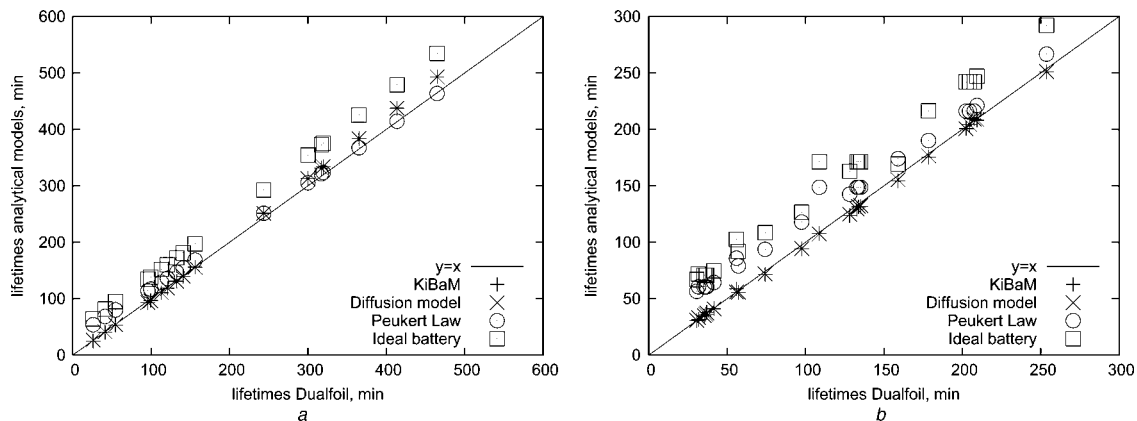 600
500
400
300
200
100
0
lifetimes analytical models, min
y=x
KiBaM
Diffusion model
Peukert Law
Ideal battery
0 100 200 300 400 500 600
lifetimes Dualfoil, min
a
300
250
200
150
100
50
0
lifetimes analytical models, min
y=x
KiBaM
Diffusion model
Peukert Law
Ideal battery
0 50 100 150 200 250 300
lifetimes Dualfoil, min
b